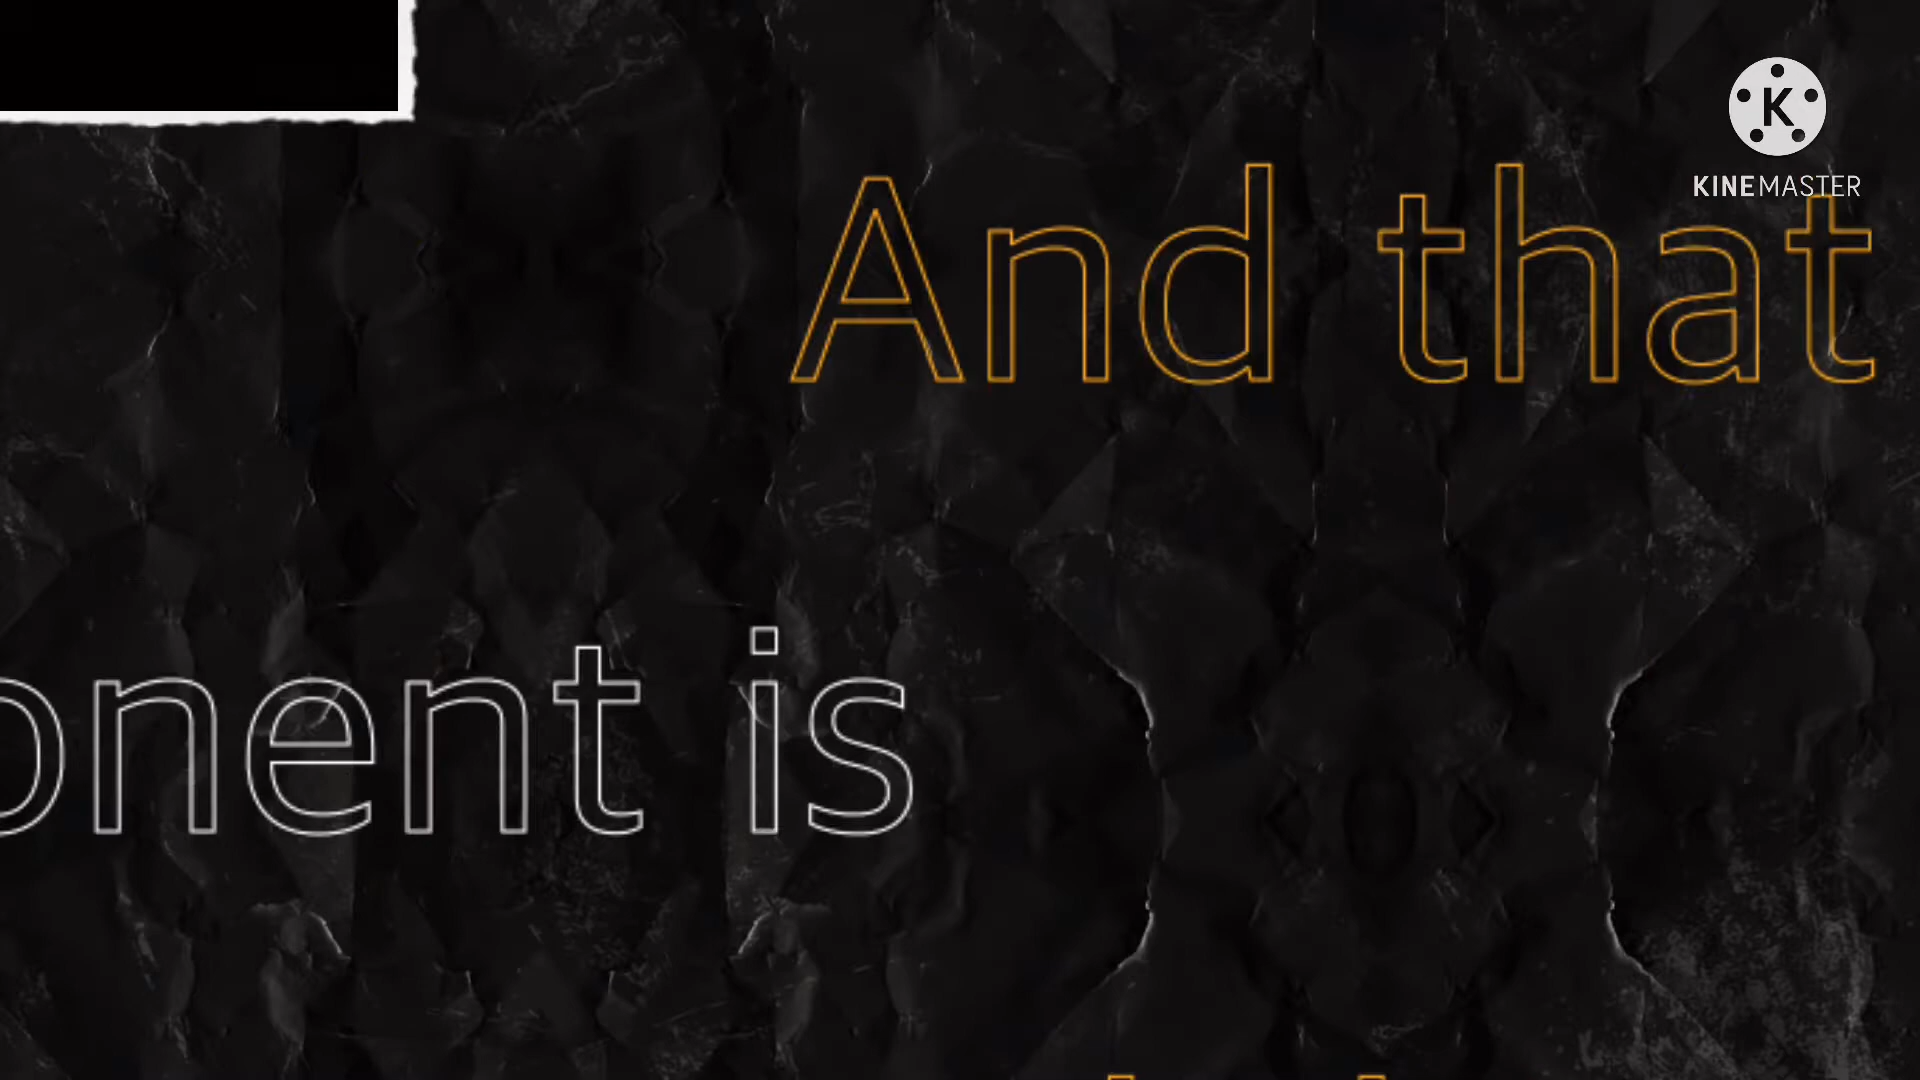 K
KINEMASTER
And that
onent is